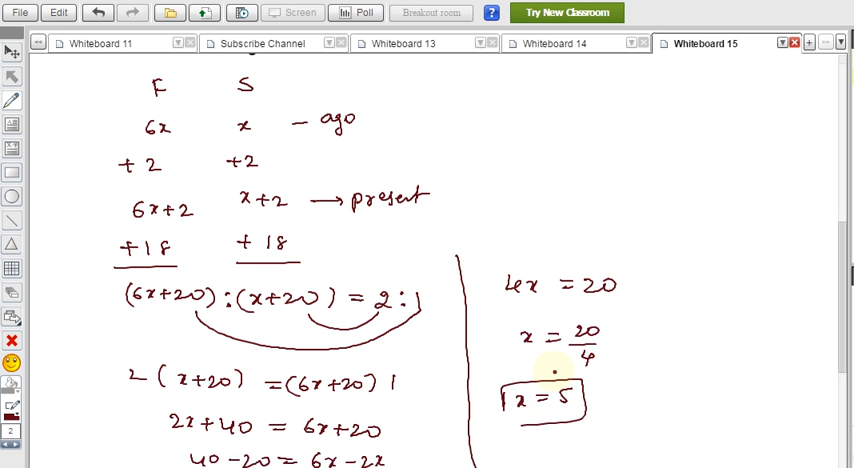 File Edit Screen Poll Breakout room ? Try New Classroom
Whiteboard 11 Subscribe Channel Whiteboard 13 Whiteboard 14 Whiteboard 15
F S
6x x – ago
+2 +2
6x+2 x+2 → present
+18 +18
(6x+20) : (x+20) = 2 : 1
2 (x+20) = (6x+20) 1
2x+40 = 6x+20
40-20 = 6x-2x
4x = 20
x = 20/4
x = 5
2